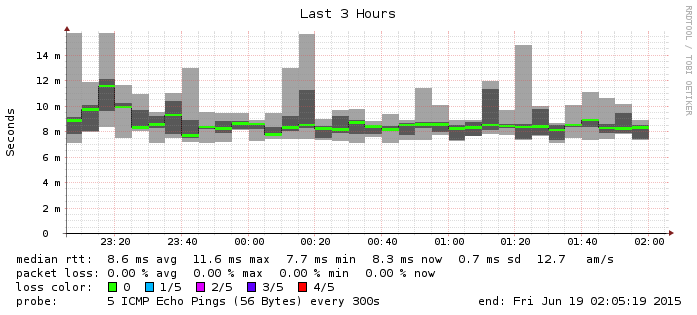 Last 3 Hours
RRDTOOL / TOBI OETIKER
Seconds
14 m
12 m
10 m
8 m
6 m
4 m
2 m
0
23:20 23:40 00:00 00:20 00:40 01:00 01:20 01:40 02:00
median rtt: 8.6 ms avg 11.6 ms max 7.7 ms min 8.3 ms now 0.7 ms sd 12.7 am/s
packet loss: 0.00 % avg 0.00 % max 0.00 % min 0.00 % now
loss color: 0 1/5 2/5 3/5 4/5
probe: 5 ICMP Echo Pings (56 Bytes) every 300s end: Fri Jun 19 02:05:19 2015